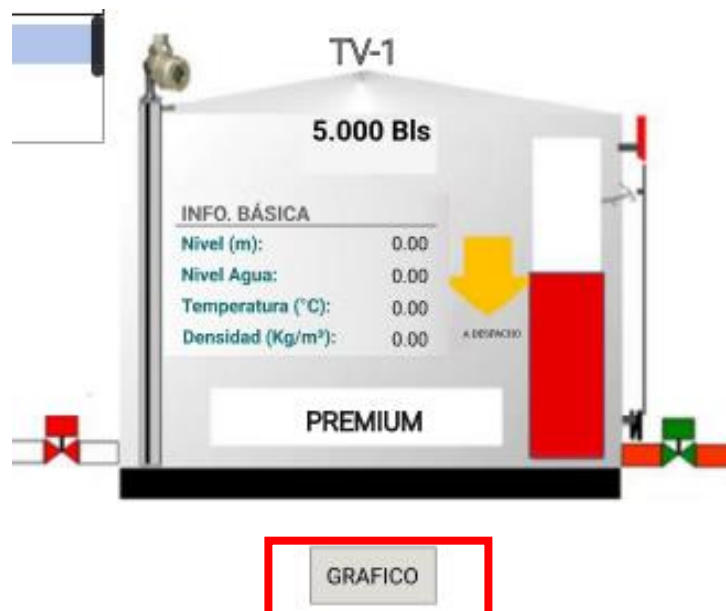 TV-1
5.000 Bls
INFO. BÁSICA
Nivel (m): 0.00
Nivel Agua: 0.00
Temperatura (°C): 0.00
Densidad (Kg/m³): 0.00
A DESPACHO
PREMIUM
GRAFICO